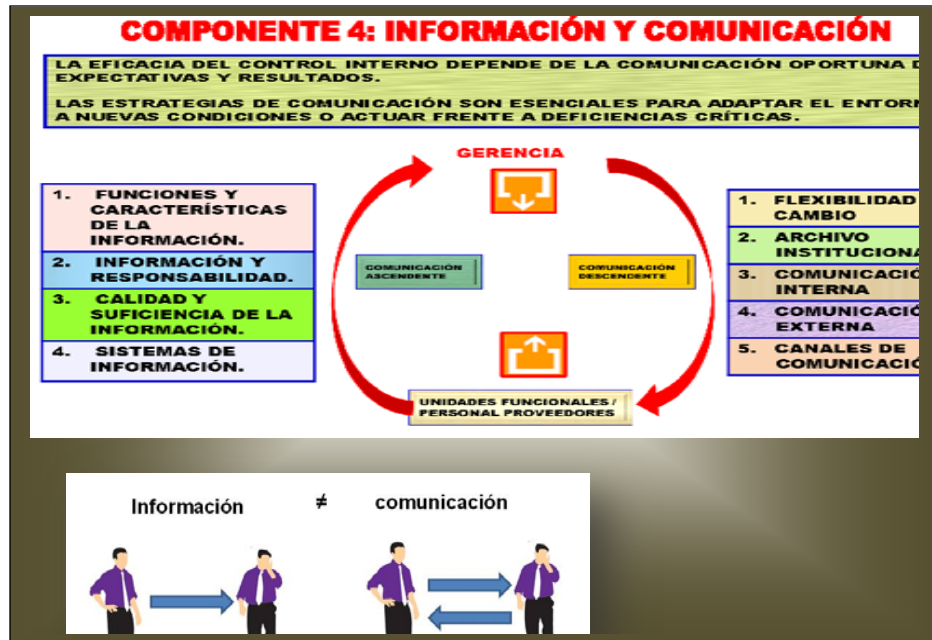 COMPONENTE 4: INFORMACIÓN Y COMUNICACIÓN
LA EFICACIA DEL CONTROL INTERNO DEPENDE DE LA COMUNICACIÓN OPORTUNA D
EXPECTATIVAS Y RESULTADOS.
LAS ESTRATEGIAS DE COMUNICACIÓN SON ESENCIALES PARA ADAPTAR EL ENTORN
A NUEVAS CONDICIONES O ACTUAR FRENTE A DEFICIENCIAS CRÍTICAS.
GERENCIA
1. FUNCIONES Y
CARACTERÍSTICAS
DE LA
INFORMACIÓN.
2. INFORMACIÓN Y
RESPONSABILIDAD.
3. CALIDAD Y
SUFICIENCIA DE LA
INFORMACIÓN.
4. SISTEMAS DE
INFORMACIÓN.
COMUNICACIÓN
ASCENDENTE
COMUNICACIÓN
DESCENDENTE
UNIDADES FUNCIONALES /
PERSONAL PROVEEDORES
1. FLEXIBILIDAD
CAMBIO
2. ARCHIVO
INSTITUCIONA
3. COMUNICACIÓ
INTERNA
4. COMUNICACIÓ
EXTERNA
5. CANALES DE
COMUNICACIÓ
Información ≠ comunicación